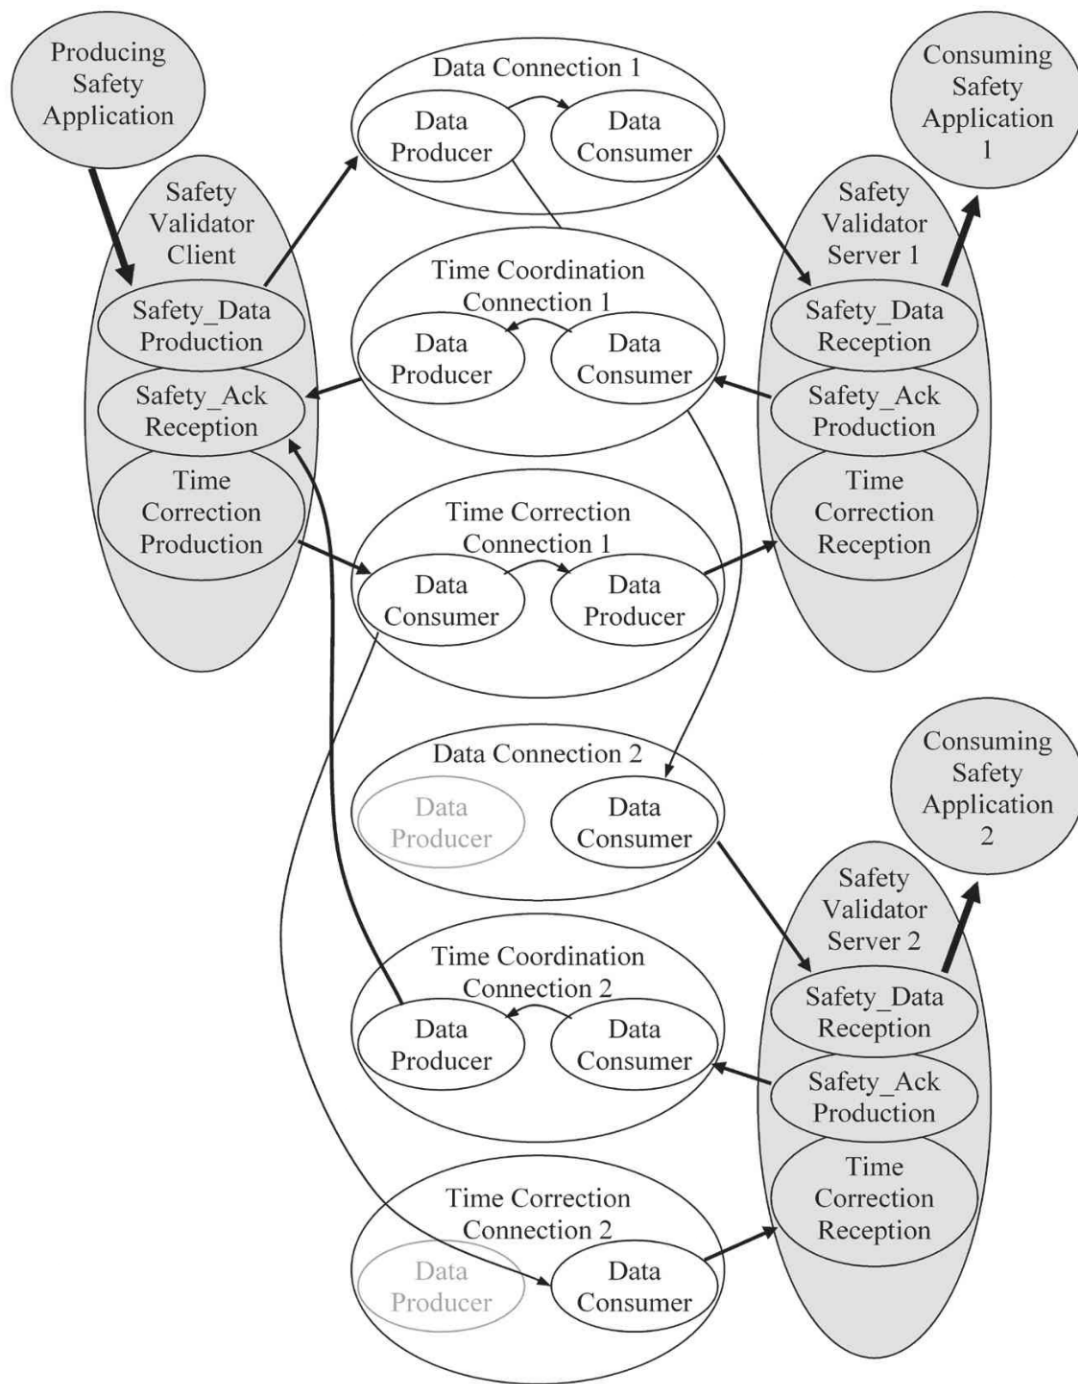 Producing
Safety
Application
Safety
Validator
Client
Safety_Data
Production
Safety_Ack
Reception
Time
Correction
Production
Data Connection 1
Data
Producer
Data
Consumer
Time Coordination
Connection 1
Data
Producer
Data
Consumer
Time Correction
Connection 1
Data
Consumer
Data
Producer
Data Connection 2
Data
Producer
Data
Consumer
Time Coordination
Connection 2
Data
Producer
Data
Consumer
Time Correction
Connection 2
Data
Producer
Data
Consumer
Consuming
Safety
Application
1
Safety
Validator
Server 1
Safety_Data
Reception
Safety_Ack
Production
Time
Correction
Reception
Consuming
Safety
Application
2
Safety
Validator
Server 2
Safety_Data
Reception
Safety_Ack
Production
Time
Correction
Reception